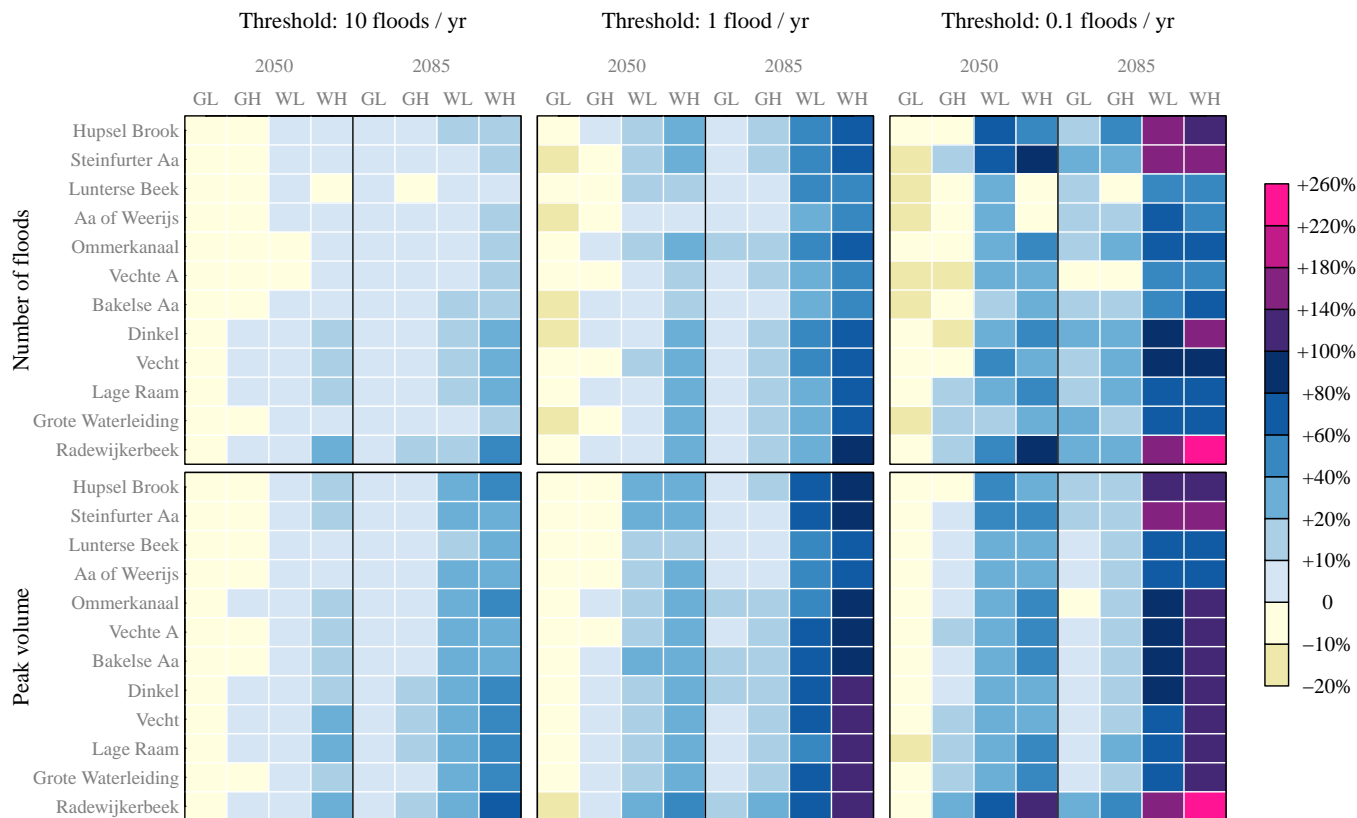 Threshold: 10 floods / yr Threshold: 1 flood / yr Threshold: 0.1 floods / yr
2050 2085 2050 2085 2050 2085
GL GH WL WH GL GH WL WH GL GH WL WH GL GH WL WH GL GH WL WH GL GH WL WH
Number of floods
Hupsel Brook
Steinfurter Aa
Lunterse Beek
Aa of Weerijs
Ommerkanaal
Vechte A
Bakelse Aa
Dinkel
Vecht
Lage Raam
Grote Waterleiding
Radewijkerbeek
Peak volume
Hupsel Brook
Steinfurter Aa
Lunterse Beek
Aa of Weerijs
Ommerkanaal
Vechte A
Bakelse Aa
Dinkel
Vecht
Lage Raam
Grote Waterleiding
Radewijkerbeek
+260%
+220%
+180%
+140%
+100%
+80%
+60%
+40%
+20%
+10%
0
−10%
−20%